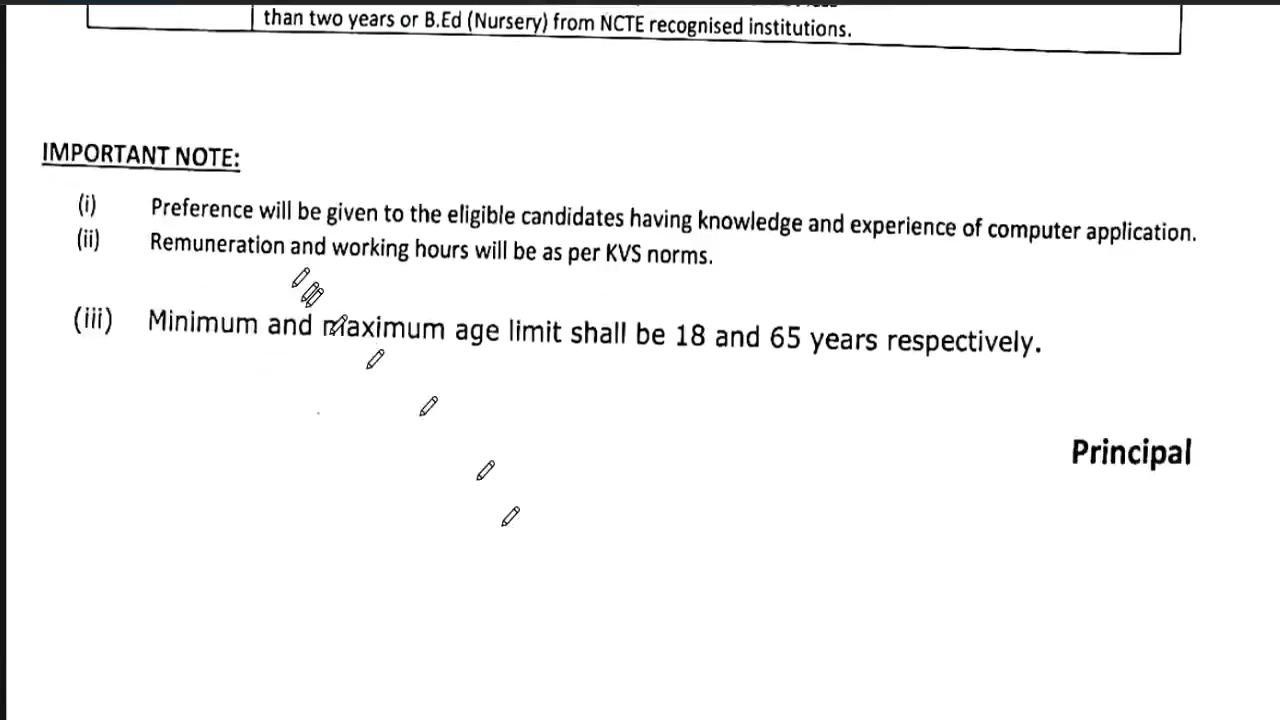 than two years or B.Ed (Nursery) from NCTE recognised institutions.
IMPORTANT NOTE:
(i) Preference will be given to the eligible candidates having knowledge and experience of computer application.
(ii) Remuneration and working hours will be as per KVS norms.
(iii) Minimum and maximum age limit shall be 18 and 65 years respectively.
Principal